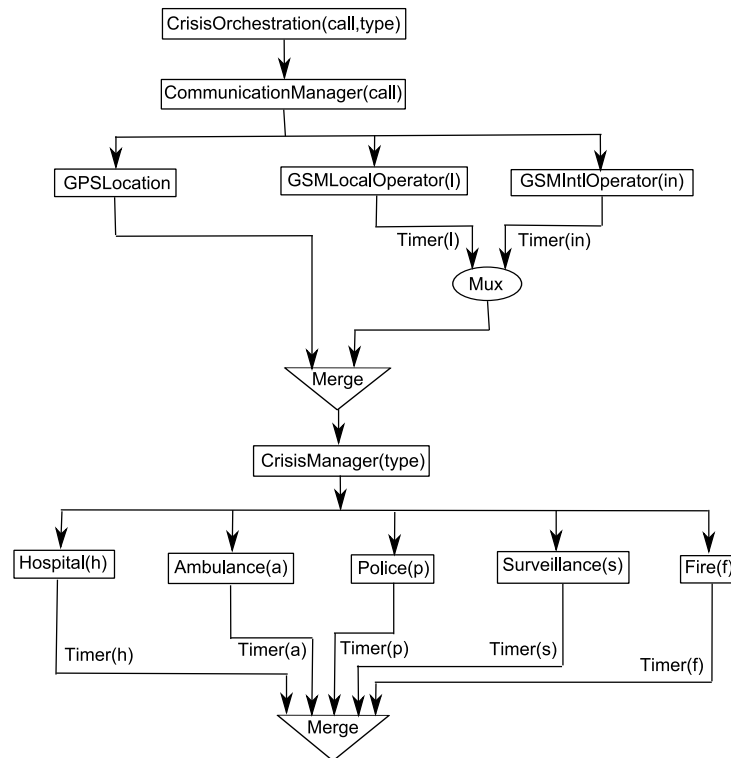 CrisisOrchestration(call,type)
CommunicationManager(call)
GPSLocation
GSMLocalOperator(l)
GSMIntlOperator(in)
Timer(l)
Timer(in)
Mux
Merge
CrisisManager(type)
Hospital(h)
Ambulance(a)
Police(p)
Surveillance(s)
Fire(f)
Timer(h)
Timer(a)
Timer(p)
Timer(s)
Timer(f)
Merge